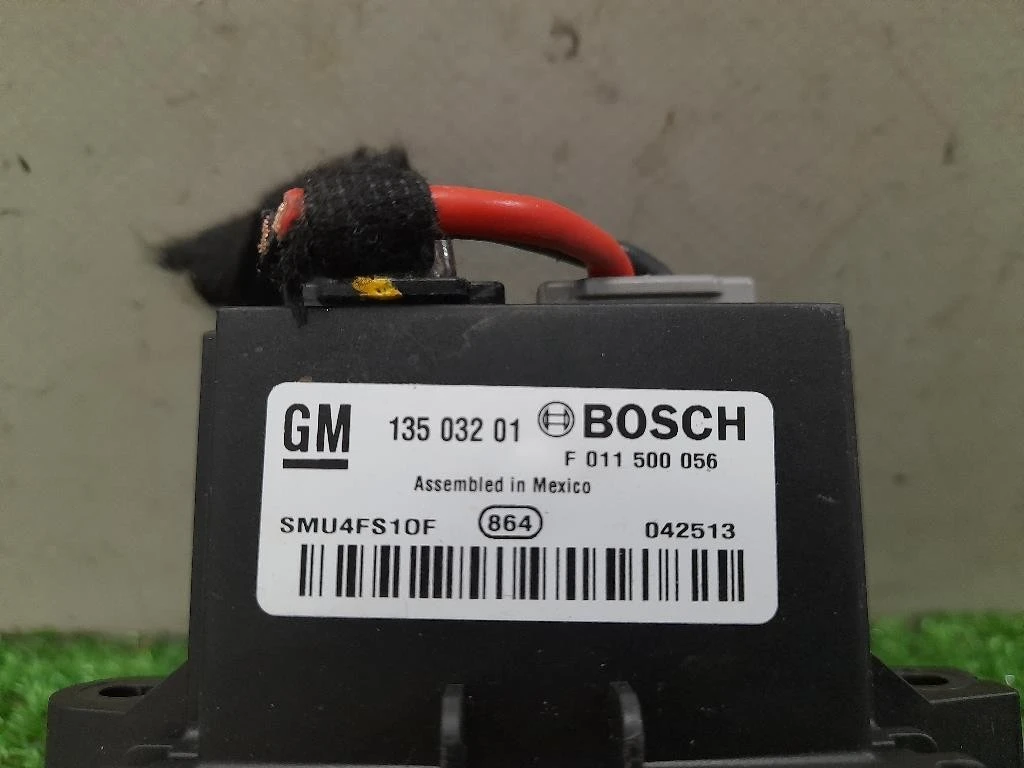 GM 135 032 01 BOSCH
F 011 500 056
Assembled in Mexico
SMU4FS10F 864 042513